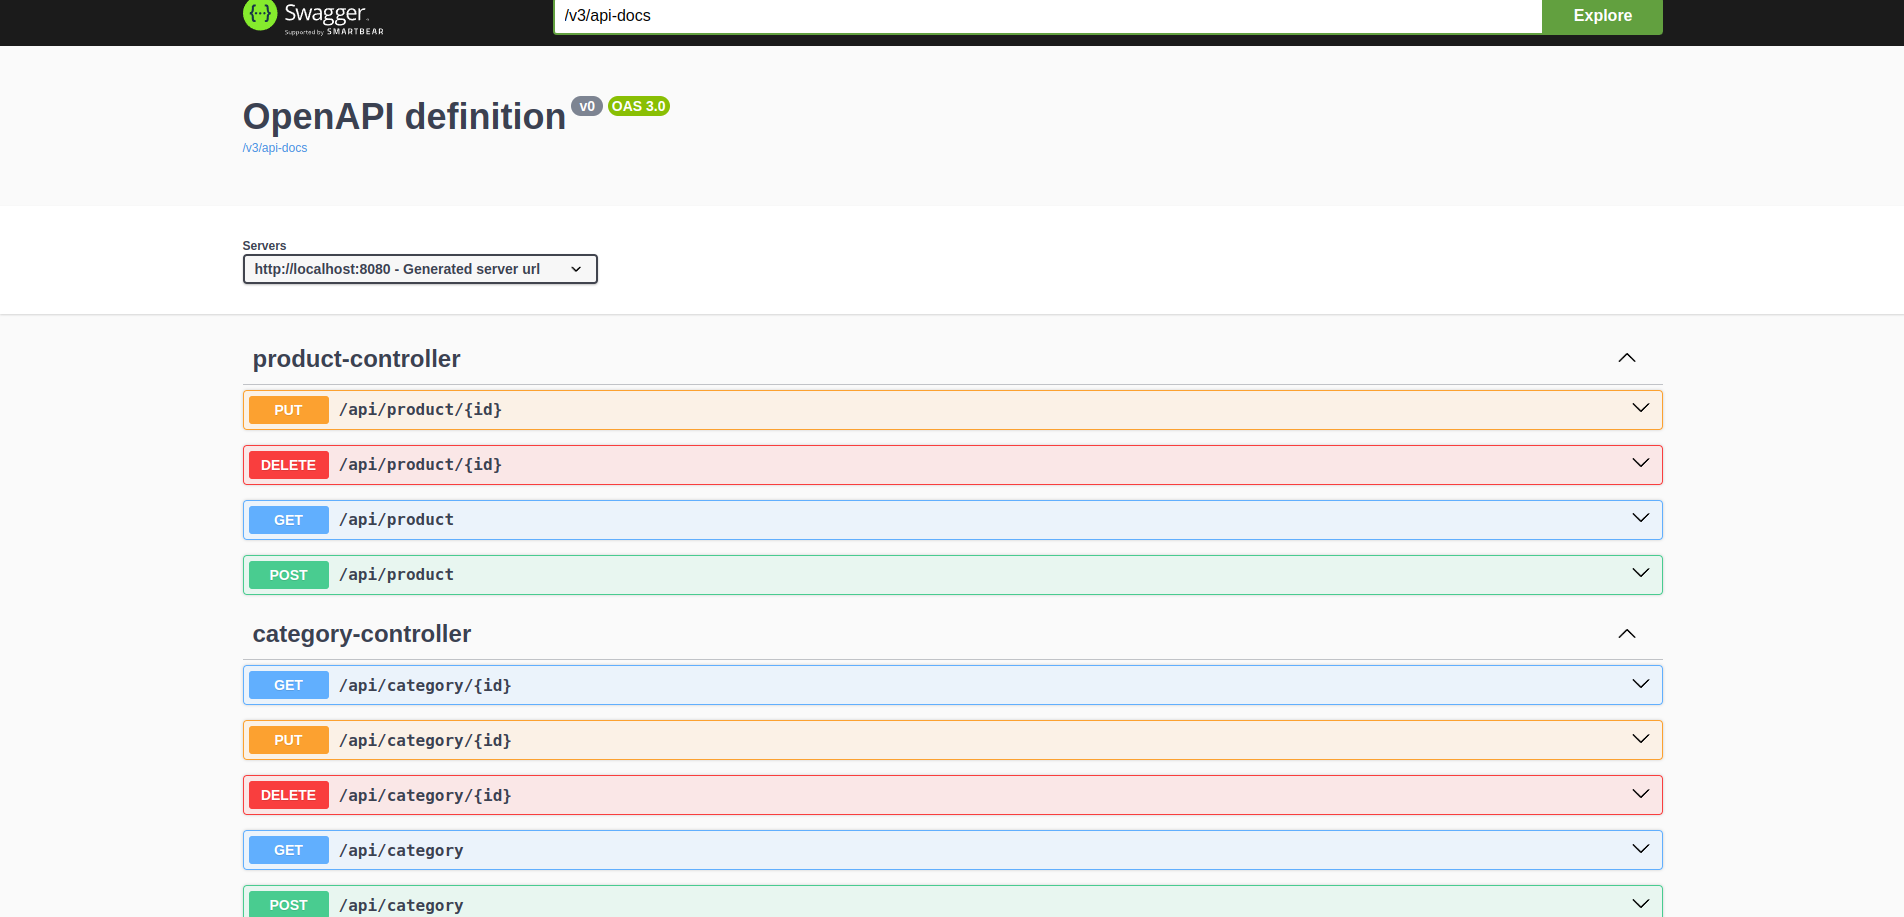 {···} Swagger
Supported by SMARTBEAR
/v3/api-docs
Explore
OpenAPI definition v0 OAS 3.0
/v3/api-docs
Servers
http://localhost:8080 - Generated server url
product-controller
PUT /api/product/{id}
DELETE /api/product/{id}
GET /api/product
POST /api/product
category-controller
GET /api/category/{id}
PUT /api/category/{id}
DELETE /api/category/{id}
GET /api/category
POST /api/category